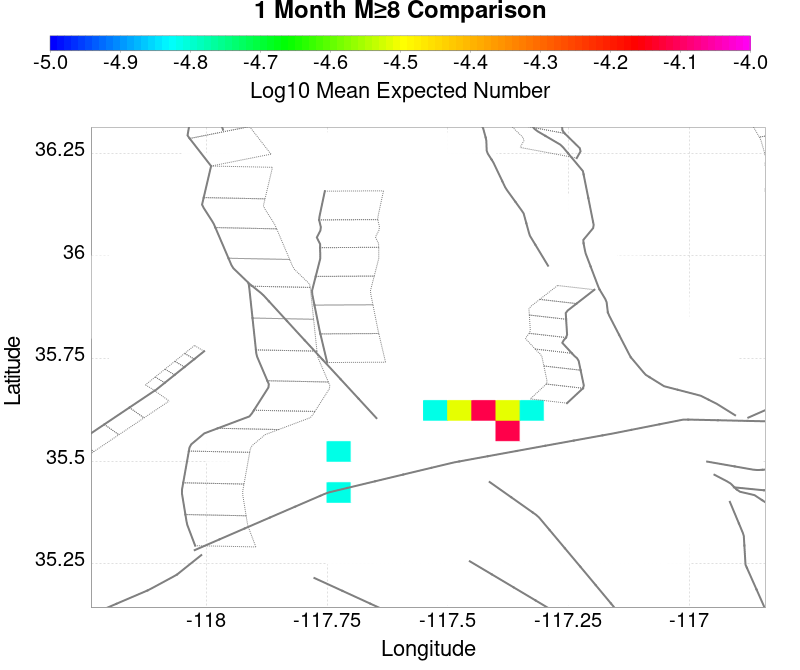 1 Month M≥8 Comparison
-5.0 -4.9 -4.8 -4.7 -4.6 -4.5 -4.4 -4.3 -4.2 -4.1 -4.0
Log10 Mean Expected Number
36.25
36
35.75
35.5
35.25
Latitude
-118 -117.75 -117.5 -117.25 -117
Longitude